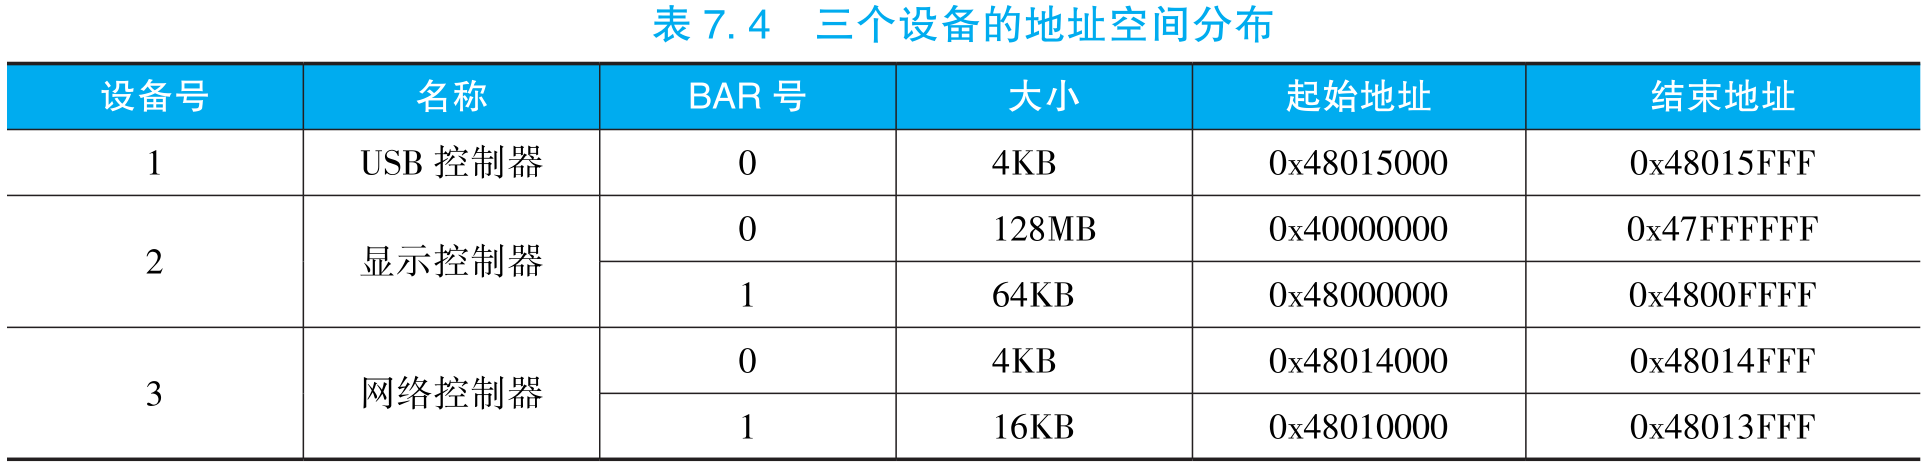 表 7.4 三个设备的地址空间分布
设备号 名称 BAR 号 大小 起始地址 结束地址
1 USB 控制器 0 4KB 0x48015000 0x48015FFF
2 显示控制器 0 128MB 0x40000000 0x47FFFFFF
1 64KB 0x48000000 0x4800FFFF
3 网络控制器 0 4KB 0x48014000 0x48014FFF
1 16KB 0x48010000 0x48013FFF